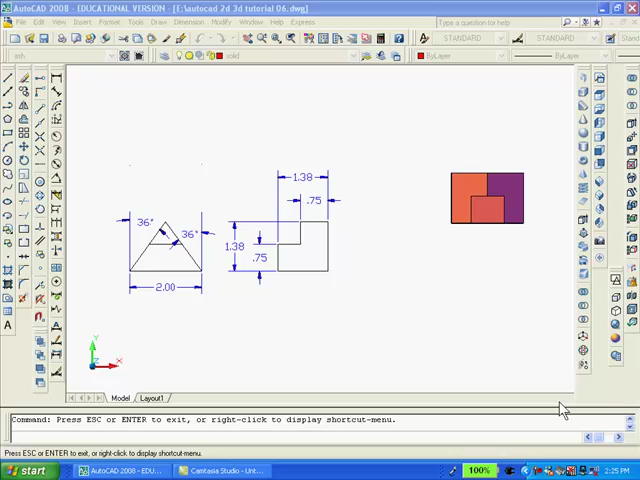 AutoCAD 2008 - EDUCATIONAL VERSION - [E:\autocad 2d 3d tutorial 06.dwg]
File Edit View Insert Format Tools Draw Dimension Modify Window Help Express
Type a question for help
STANDARD STANDARD Standa
ash solid ByLayer ByLayer
1.38
.75
36°
36°
1.38
.75
2.00
Y
Z X
Model Layout1
Command: Press ESC or ENTER to exit, or right-click to display shortcut-menu.
Press ESC or ENTER to exit, or right-click to display shortcut-menu.
start AutoCAD 2008 - EDU... Camtasia Studio - Unt... 100% 2:25 PM